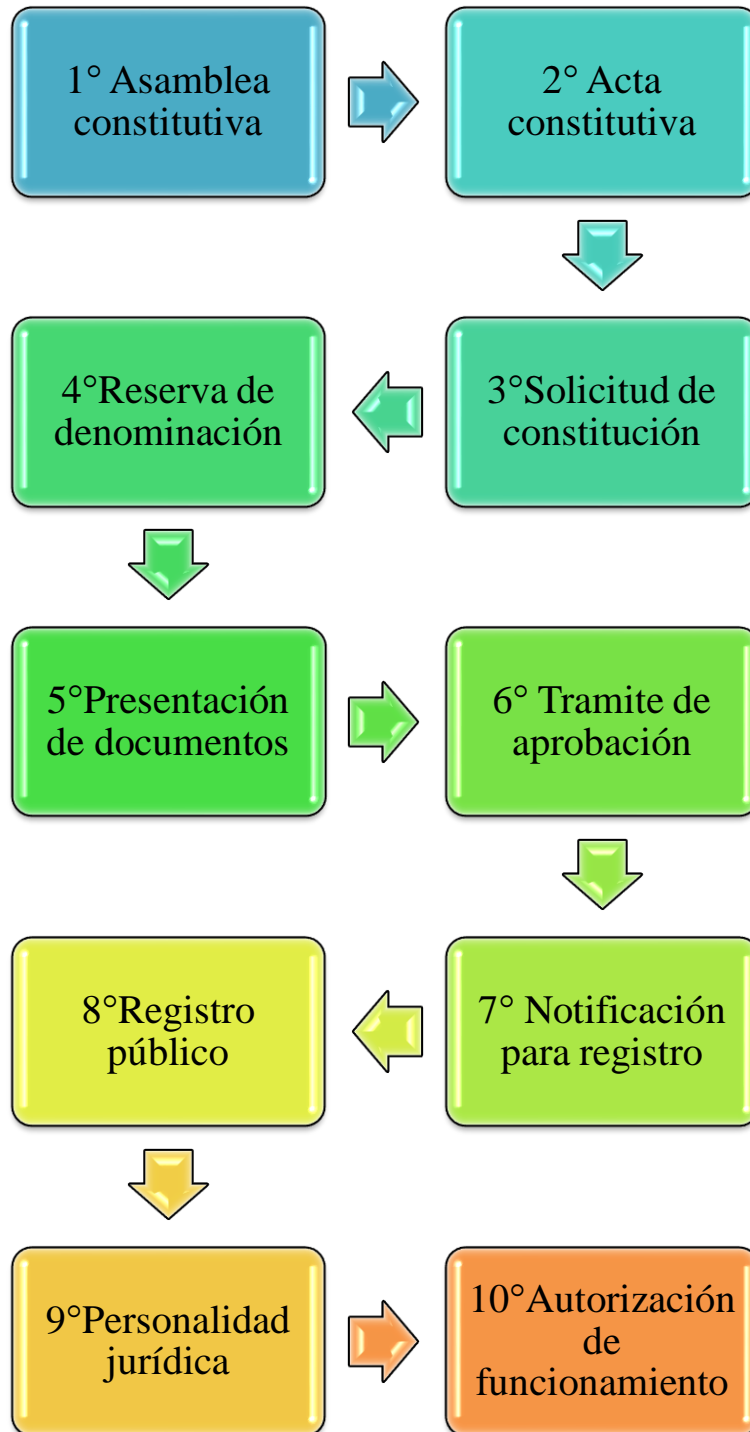 1° Asamblea
constitutiva
2° Acta
constitutiva
3°Solicitud de
constitución
4°Reserva de
denominación
5°Presentación
de documentos
6° Tramite de
aprobación
7° Notificación
para registro
8°Registro
público
9°Personalidad
jurídica
10°Autorización
de
funcionamiento